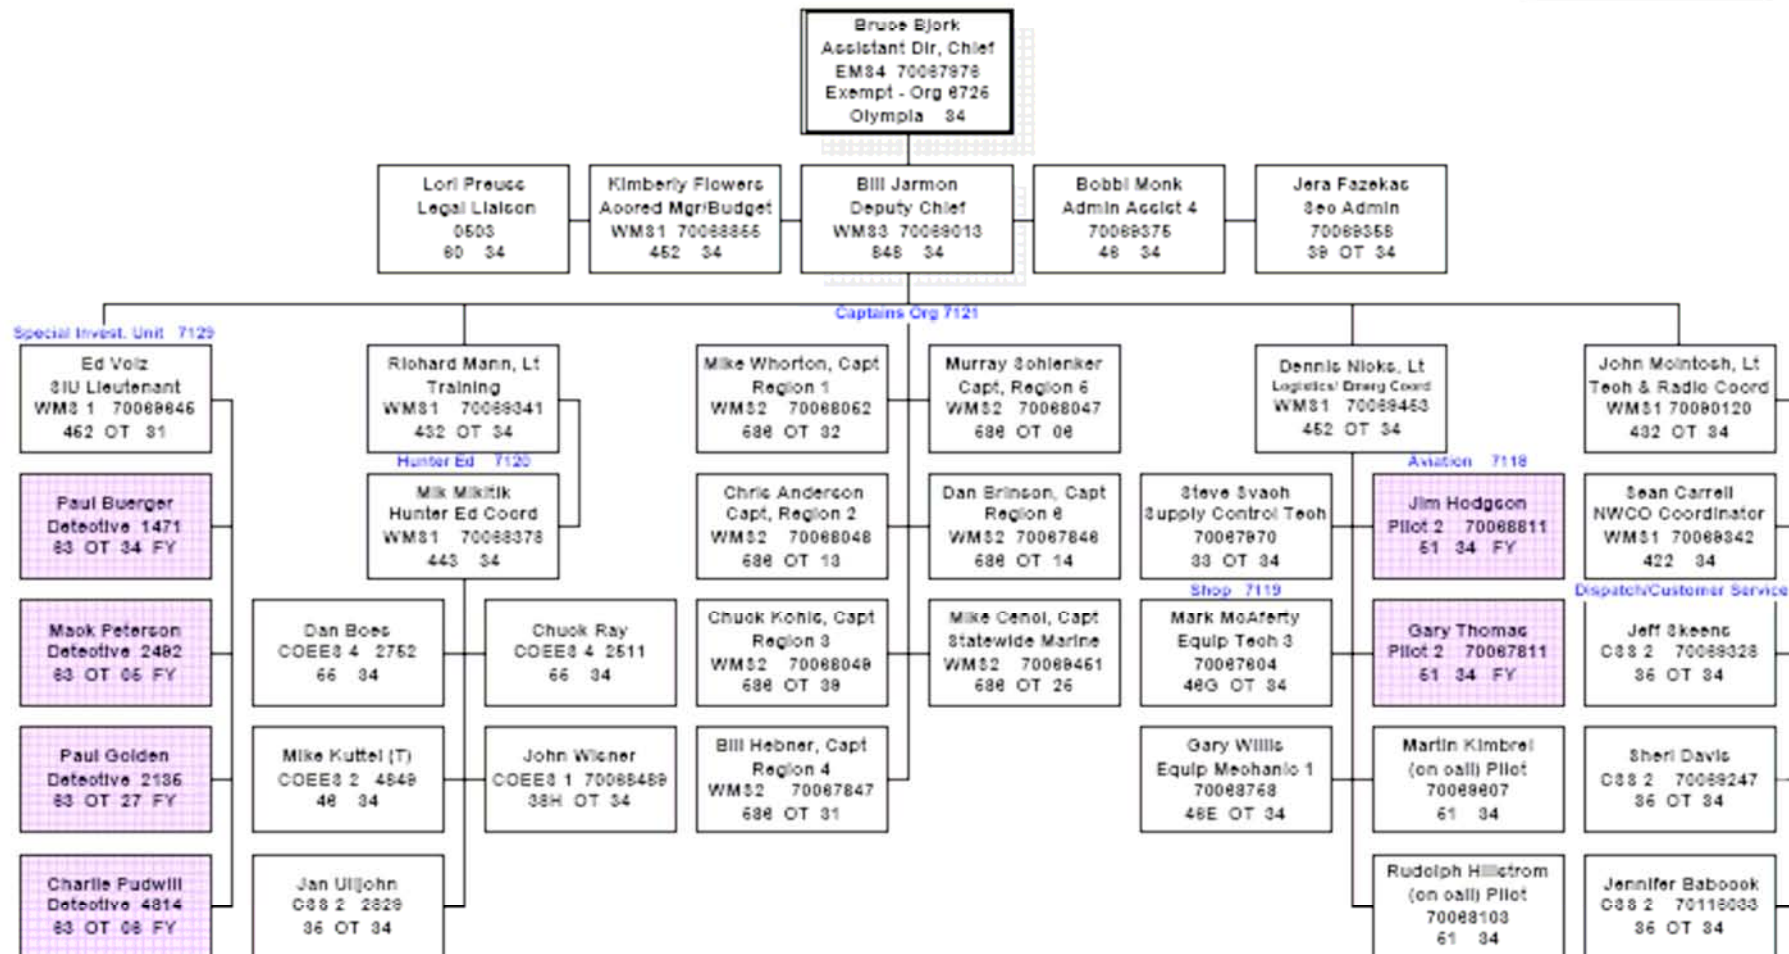 Bruce Bjork
Assistant Dir, Chief
EMS4 70067976
Exempt - Org 6726
Olympia 34
Lori Preuss
Legal Liaison
0503
60 34
Kimberly Flowers
Accred Mgr/Budget
WMS1 70068855
452 34
Bill Jarmon
Deputy Chief
WMS3 70069013
848 34
Bobbi Monk
Admin Assist 4
70069375
46 34
Jera Fazekas
Sec Admin
70069358
39 OT 34
Captains Org 7121
Special Invest. Unit 7129
Ed Volz
SIU Lieutenant
WMS 1 70069645
452 OT 31
Richard Mann, Lt
Training
WMS1 70069341
432 OT 34
Mike Whorton, Capt
Region 1
WMS2 70068052
686 OT 32
Murray Schlenker
Capt, Region 5
WMS2 70068047
686 OT 06
Dennis Nicks, Lt
Logistics/ Emerg Coord
WMS1 70069453
452 OT 34
John McIntosh, Lt
Tech & Radio Coord
WMS1 70090120
432 OT 34
Hunter Ed 7120
Aviation 7118
Paul Buerger
Detective 1471
63 OT 34 FY
Mik Mikitik
Hunter Ed Coord
WMS1 70068378
443 34
Chris Anderson
Capt, Region 2
WMS2 70068048
686 OT 13
Dan Brinson, Capt
Region 6
WMS2 70067846
686 OT 14
Steve Svach
Supply Control Tech
70067970
33 OT 34
Jim Hodgson
Pilot 2 70068811
61 34 FY
Sean Carrell
NWCO Coordinator
WMS1 70069342
422 34
Shop 7119
Dispatch/Customer Service
Mack Peterson
Detective 2492
63 OT 05 FY
Dan Boes
COEES 4 2752
66 34
Chuck Ray
COEES 4 2511
66 34
Chuck Kohls, Capt
Region 3
WMS2 70068049
686 OT 39
Mike Cenci, Capt
Statewide Marine
WMS2 70069451
686 OT 25
Mark McAferty
Equip Tech 3
70067604
46G OT 34
Gary Thomas
Pilot 2 70067811
61 34 FY
Jeff Skeens
CSS 2 70069328
35 OT 34
Paul Golden
Detective 2135
63 OT 27 FY
Mike Kuttel (T)
COEES 2 4849
46 34
John Wisner
COEES 1 70068489
38H OT 34
Bill Hebner, Capt
Region 4
WMS2 70067847
686 OT 31
Gary Willis
Equip Mechanic 1
70068768
46E OT 34
Martin Kimbrel
(on call) Pilot
70069607
61 34
Sheri Davis
CSS 2 70069247
35 OT 34
Charlie Pudwill
Detective 4814
63 OT 06 FY
Jan Ulljohn
CSS 2 2829
35 OT 34
Rudolph Hillstrom
(on call) Pilot
70068103
61 34
Jennifer Babcock
CSS 2 70116033
35 OT 34